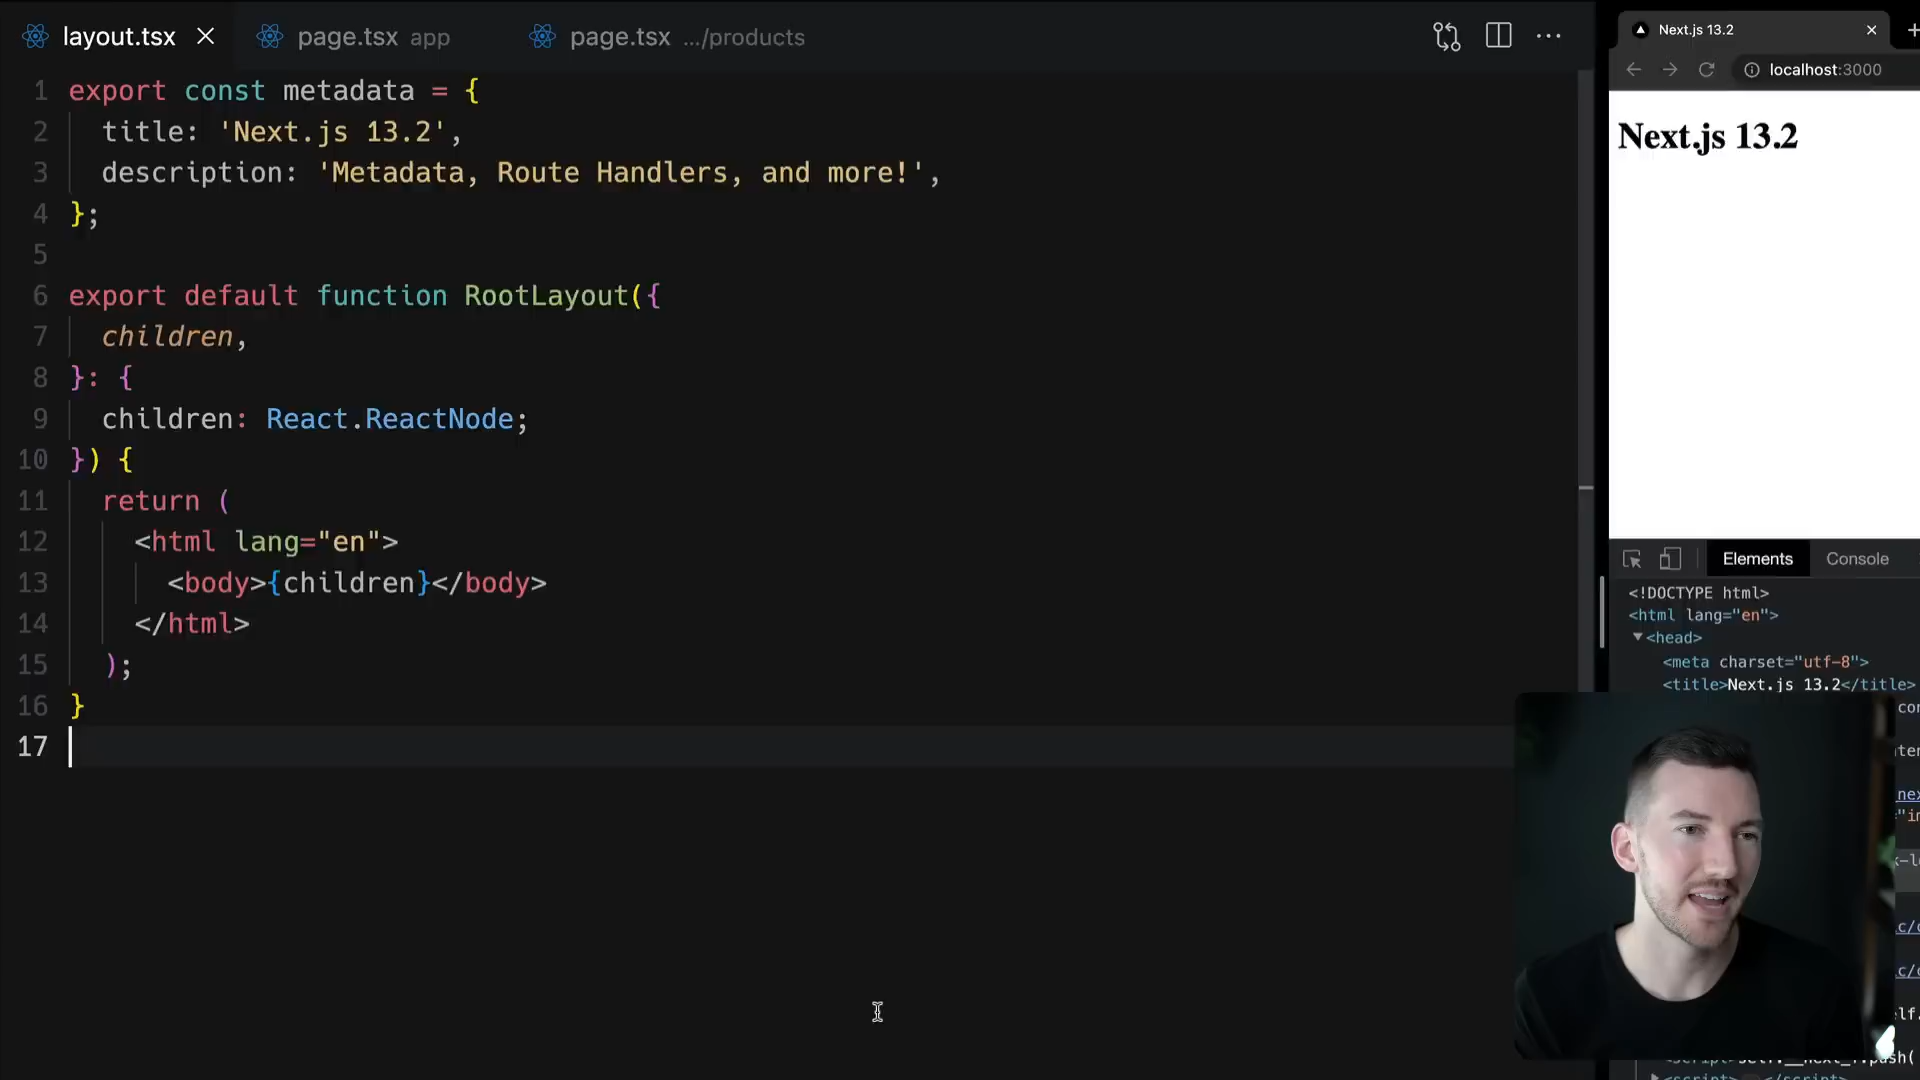 layout.tsx
page.tsx app
page.tsx .../products
1 export const metadata = {
2 title: 'Next.js 13.2',
3 description: 'Metadata, Route Handlers, and more!',
4 };
5
6 export default function RootLayout({
7 children,
8 }: {
9 children: React.ReactNode;
10 }) {
11 return (
12 <html lang="en">
13 <body>{children}</body>
14 </html>
15 );
16 }
17
Next.js 13.2
localhost:3000
Next.js 13.2
Elements Console
<!DOCTYPE html>
<html lang="en">
<head>
<meta charset="utf-8">
<title>Next.js 13.2</title>